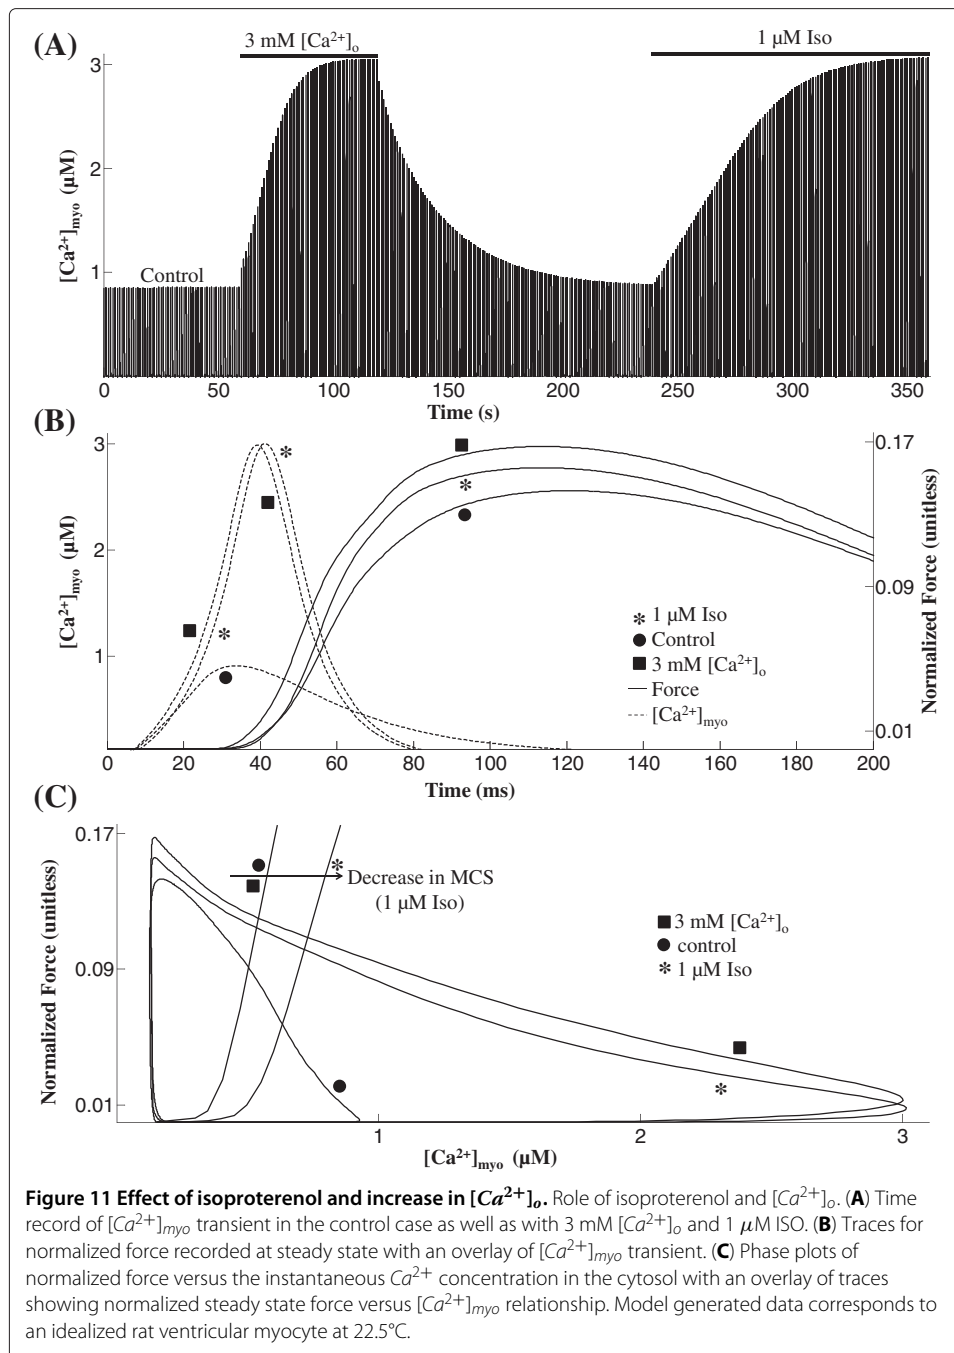 (A)
3 mM [Ca²⁺]ₒ
1 µM Iso
[Ca²⁺]myo (µM)
3
2
1
Control
0 50 100 150 200 250 300 350
Time (s)
(B)
[Ca²⁺]myo (µM)
3
2
1
0.17
0.09
0.01
Normalized Force (unitless)
* 1 µM Iso
● Control
■ 3 mM [Ca²⁺]ₒ
— Force
---- [Ca²⁺]myo
0 20 40 60 80 100 120 140 160 180 200
Time (ms)
(C)
Normalized Force (unitless)
0.17
0.09
0.01
Decrease in MCS
(1 µM Iso)
■ 3 mM [Ca²⁺]ₒ
● control
* 1 µM Iso
1 2 3
[Ca²⁺]myo (µM)
Figure 11 Effect of isoproterenol and increase in [Ca²⁺]ₒ. Role of isoproterenol and [Ca²⁺]ₒ. (A) Time
record of [Ca²⁺]myo transient in the control case as well as with 3 mM [Ca²⁺]ₒ and 1 µM ISO. (B) Traces for
normalized force recorded at steady state with an overlay of [Ca²⁺]myo transient. (C) Phase plots of
normalized force versus the instantaneous Ca²⁺ concentration in the cytosol with an overlay of traces
showing normalized steady state force versus [Ca²⁺]myo relationship. Model generated data corresponds to
an idealized rat ventricular myocyte at 22.5°C.